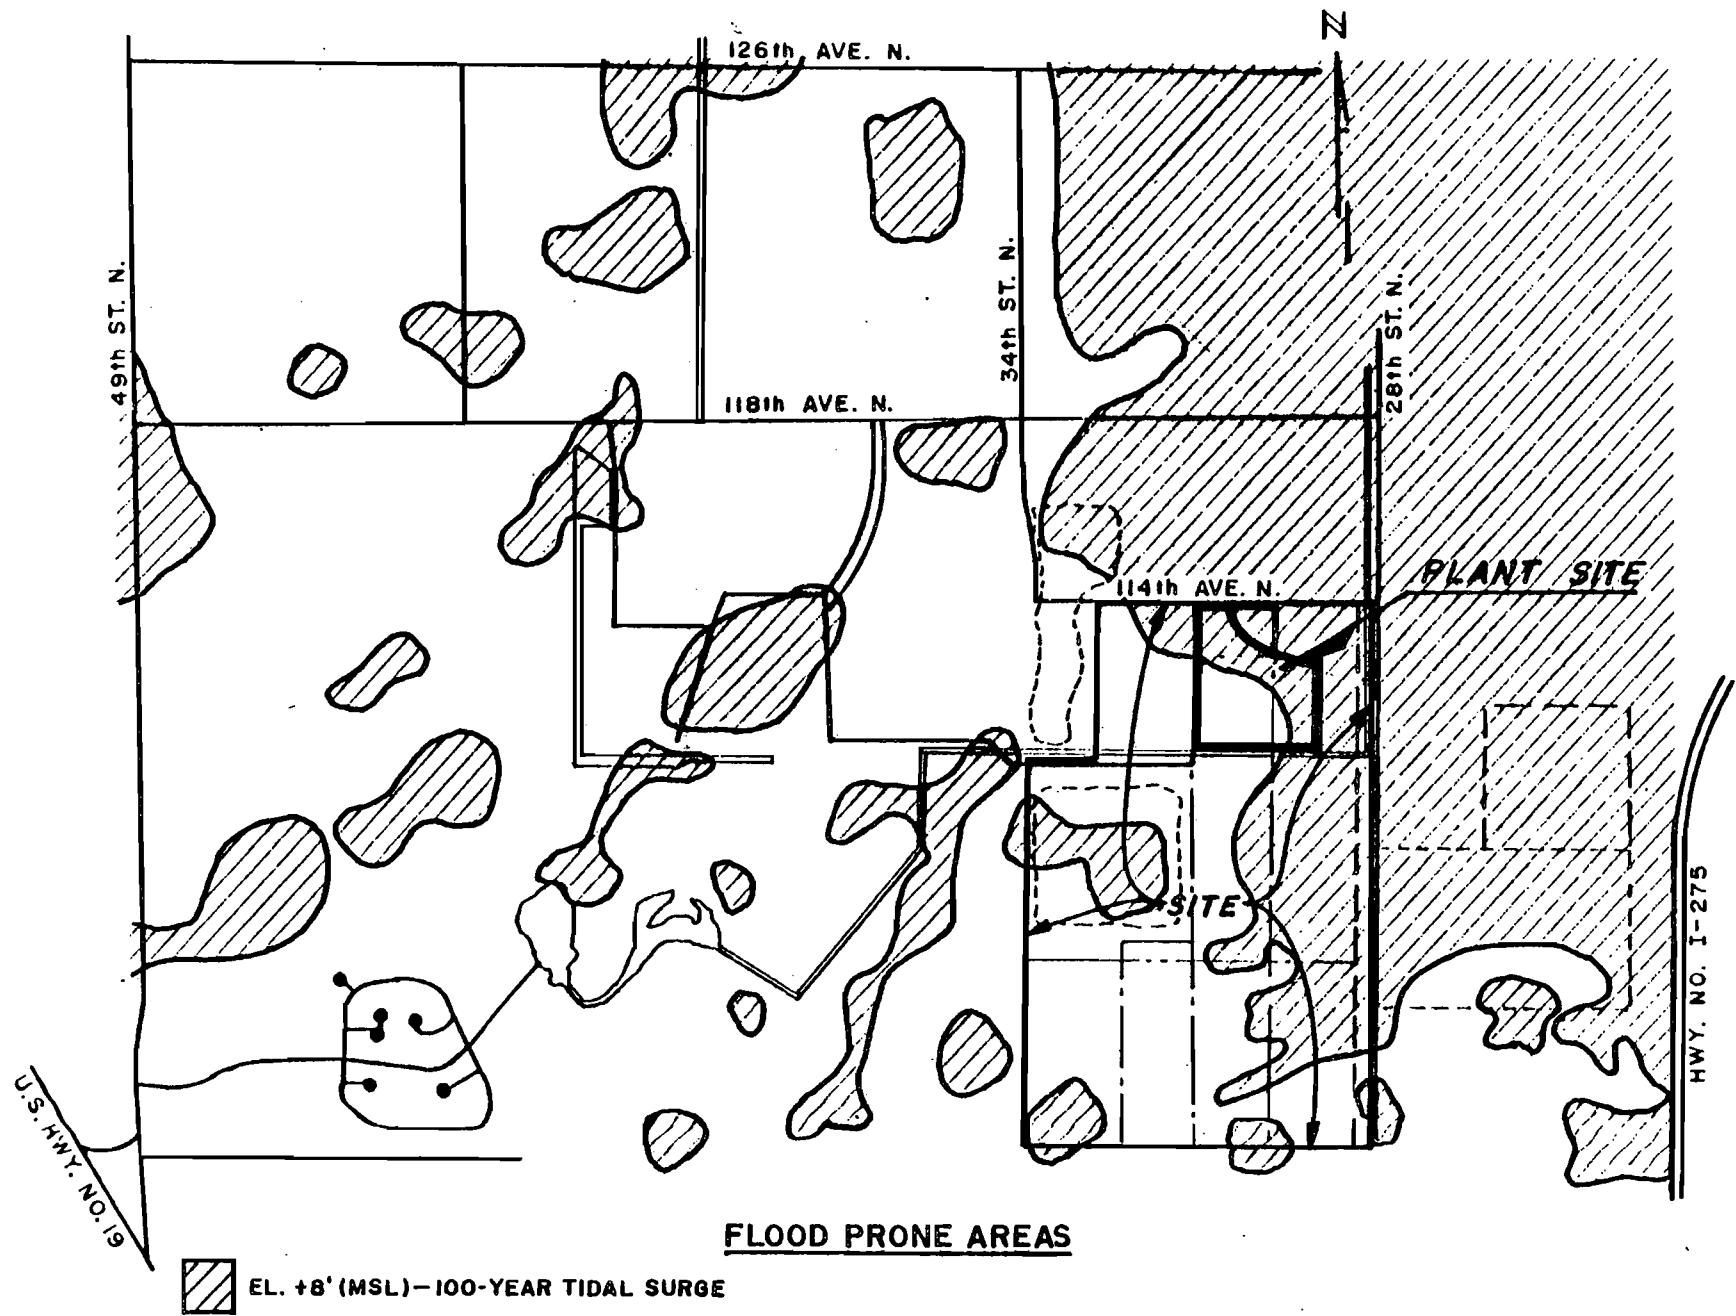 N
126th AVE. N.
49th ST. N.
34th ST. N.
28th ST. N.
118th AVE. N.
PLANT SITE
114th AVE. N.
SITE
HWY. NO. I-275
U.S. HWY. NO. 19
FLOOD PRONE AREAS
EL. +8' (MSL)—100-YEAR TIDAL SURGE